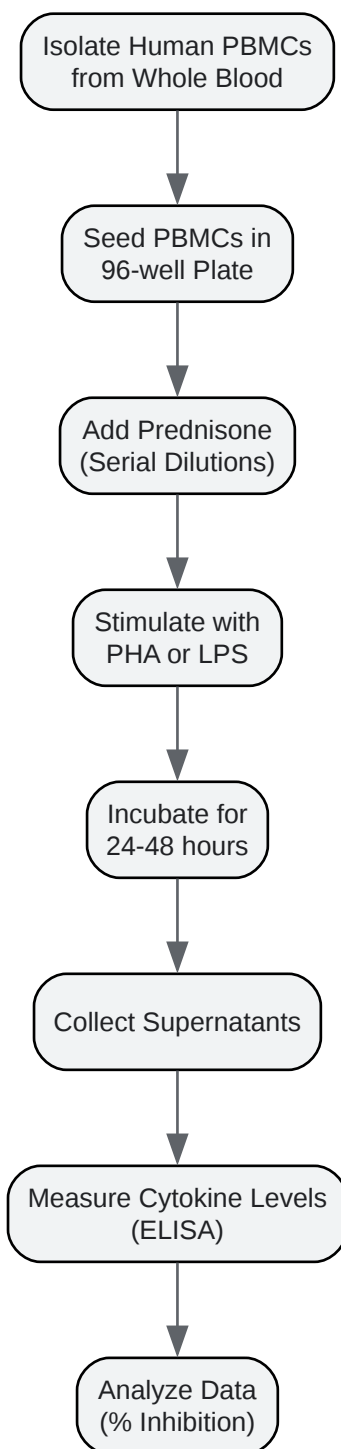 Isolate Human PBMCs
from Whole Blood
Seed PBMCs in
96-well Plate
Add Prednisone
(Serial Dilutions)
Stimulate with
PHA or LPS
Incubate for
24-48 hours
Collect Supernatants
Measure Cytokine Levels
(ELISA)
Analyze Data
(% Inhibition)